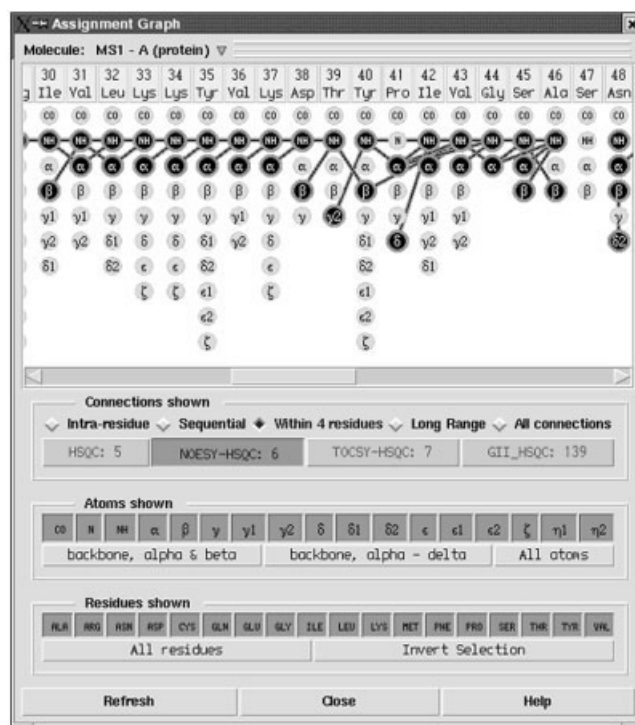 Assignment Graph
Molecule: MS1 - A (protein)
30 31 32 33 34 35 36 37 38 39 40 41 42 43 44 45 46 47 48
g Ile Val Leu Lys Lys Tyr Val Lys Asp Thr Tyr Pro Ile Val Gly Ser Ala Ser Asn
CO CO CO CO CO CO CO CO CO CO CO CO CO CO CO CO CO CO CO
NH NH NH NH NH NH NH NH NH NH NH N NH NH NH NH NH NH NH
α α α α α α α α α α α α α α α α α α α
β β β β β β β β β β β β β β β β β β
γ1 γ1 γ γ γ γ γ1 γ γ γ2 γ γ γ1 γ1 γ
γ2 γ2 δ1 δ δ δ1 γ2 δ δ1 δ γ2 γ2 δ2
δ1 δ2 ε ε δ2 ε δ2 δ1
ζ ζ ε1 ζ ε1
ε2 ε2
ζ ζ
Connections shown
Intra-residue Sequential Within 4 residues Long Range All connections
HSQC: 5 NOESY-HSQC: 6 TOCSY-HSQC: 7 GII_HSQC: 139
Atoms shown
CO N NH α β γ γ1 γ2 δ δ1 δ2 ε ε1 ε2 ζ η1 η2
backbone, alpha & beta backbone, alpha - delta All atoms
Residues shown
ALA ARG ASN ASP CYS GLN GLU GLY ILE LEU LYS MET PHE PRO SER THR TYR VAL
All residues Invert Selection
Refresh Close Help